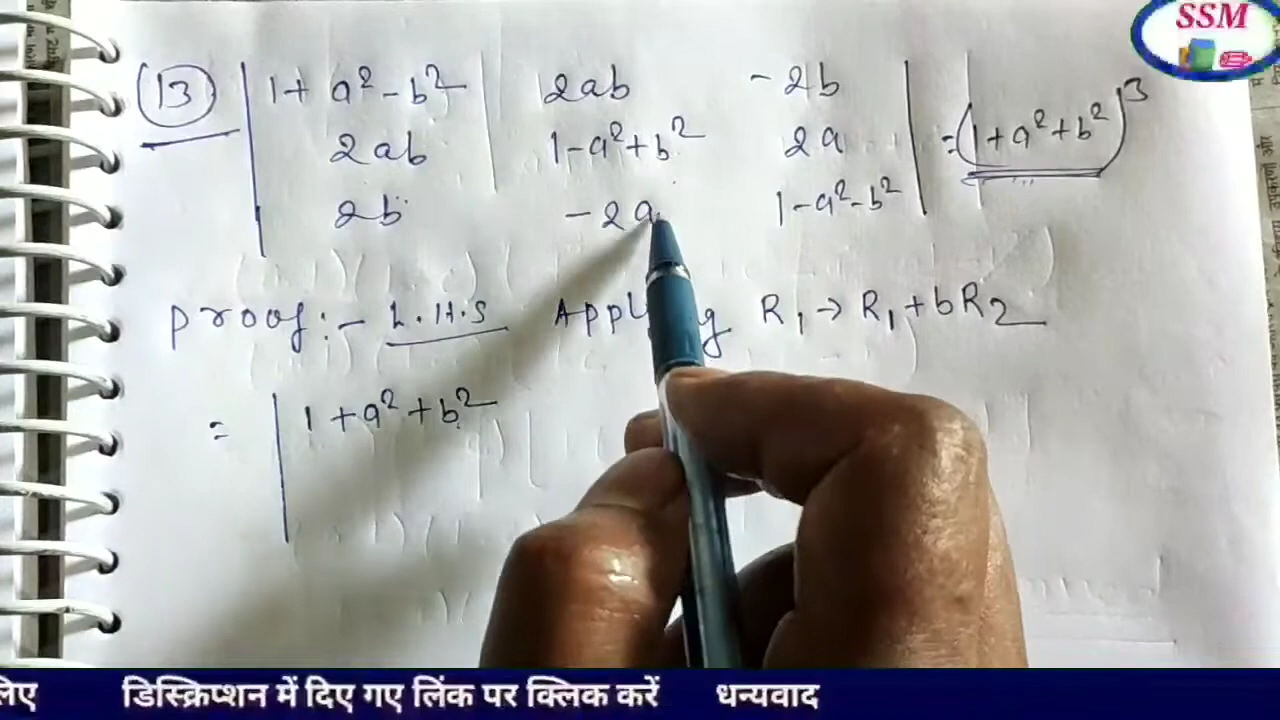 SSM
13 | 1 + a² - b² 2ab - 2b |
2ab 1 - a² + b² 2a = (1 + a² + b²)³
2b - 2a 1 - a² - b²
Proof :- L.H.S Applying R₁ → R₁ + bR₂
= | 1 + a² + b²
डिस्क्रिप्शन में दिए गए लिंक पर क्लिक करें धन्यवाद